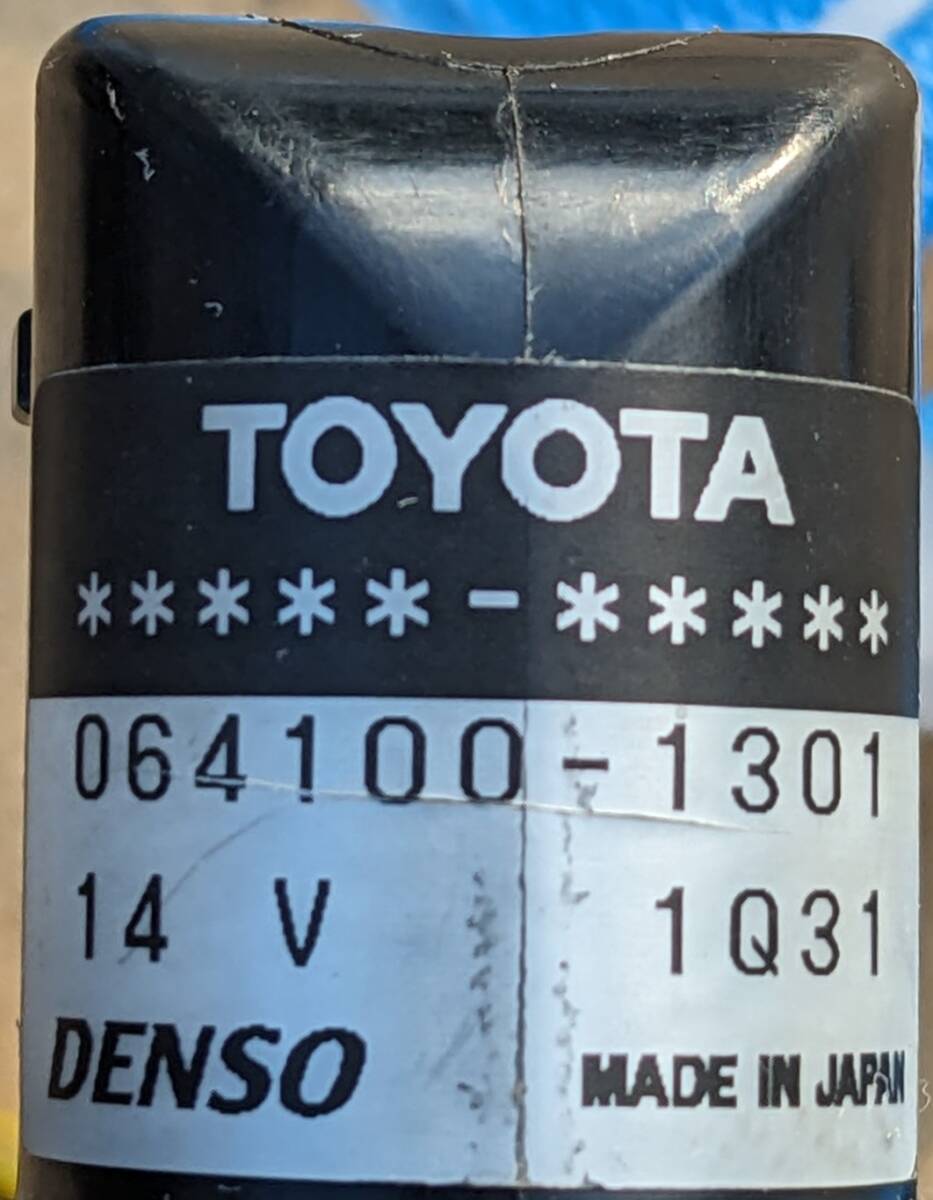 TOYOTA
*****-*****
064100-1301
14 V 1Q31
DENSO MADE IN JAPAN